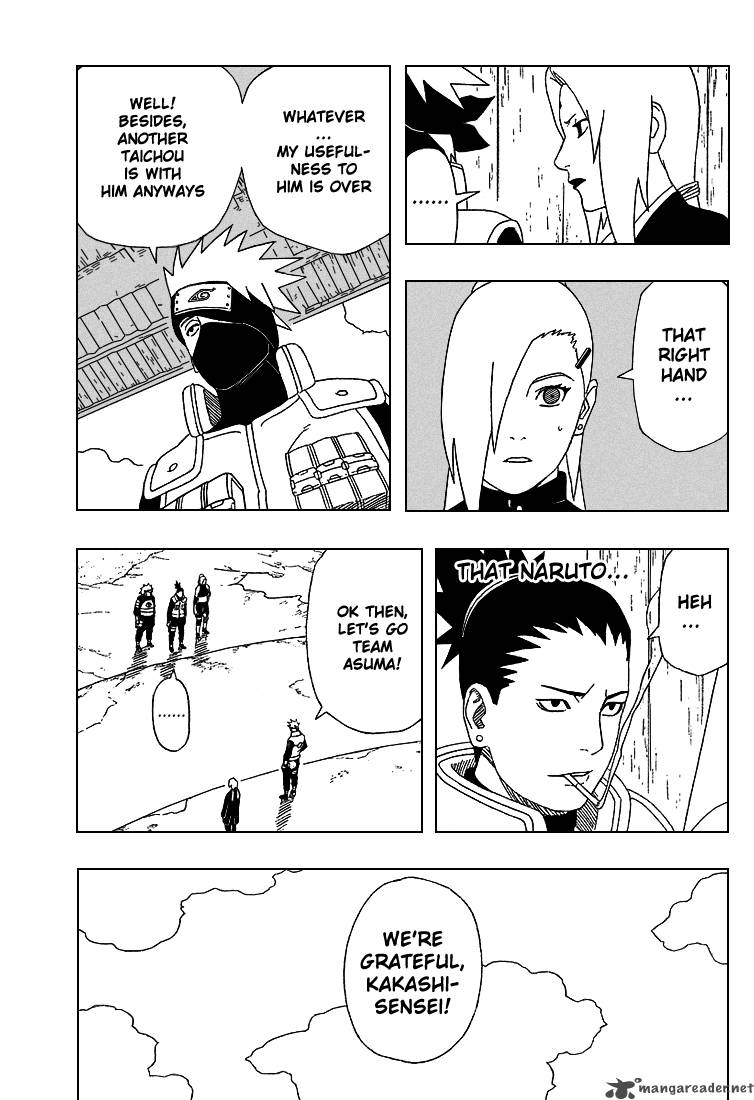 ......
WHATEVER
...
MY USEFUL-
NESS TO
HIM IS OVER
WELL!
BESIDES,
ANOTHER
TAICHOU
IS WITH
HIM ANYWAYS
THAT
RIGHT
HAND
...
HEH
...
THAT NARUTO...
OK THEN,
LET'S GO
TEAM
ASUMA!
......
WE'RE
GRATEFUL,
KAKASHI-
SENSEI!
mangareader.net